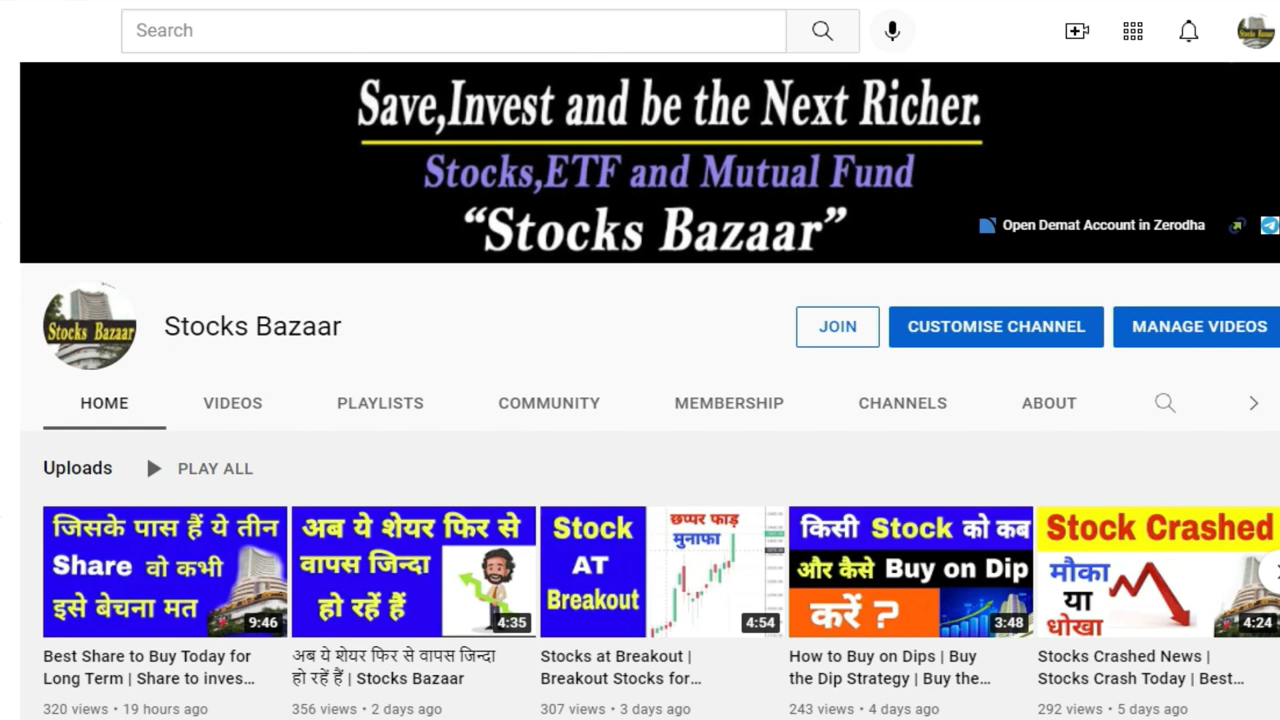 Search
Save,Invest and be the Next Richer.
Stocks,ETF and Mutual Fund
“Stocks Bazaar”
Open Demat Account in Zerodha
Stocks Bazaar
Stocks Bazaar
JOIN
CUSTOMISE CHANNEL
MANAGE VIDEOS
HOME
VIDEOS
PLAYLISTS
COMMUNITY
MEMBERSHIP
CHANNELS
ABOUT
Uploads
PLAY ALL
जिसके पास हैं ये तीन
Share वो कभी
इसे बेचना मत
9:46
Best Share to Buy Today for
Long Term | Share to inves...
320 views • 19 hours ago
अब ये शेयर फिर से
वापस जिन्दा
हो रहें हैं
4:35
अब ये शेयर फिर से वापस जिन्दा
हो रहें हैं | Stocks Bazaar
356 views • 2 days ago
Stock
AT
Breakout
छप्पर फाड़
मुनाफा
4:54
Stocks at Breakout |
Breakout Stocks for...
307 views • 3 days ago
किसी Stock को कब
और कैसे Buy on Dip
करें ?
3:48
How to Buy on Dips | Buy
the Dip Strategy | Buy the...
243 views • 4 days ago
Stock Crashed
मौका
या
धोखा
4:24
Stocks Crashed News |
Stocks Crash Today | Best...
292 views • 5 days ago